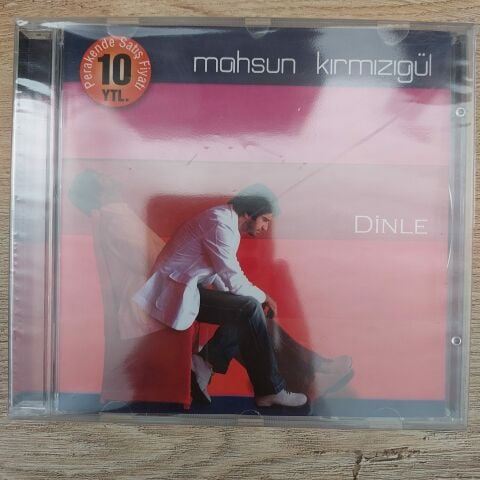 Perakende Satış Fiyatı
10
YTL.
mahsun kırmızıgül
DİNLE